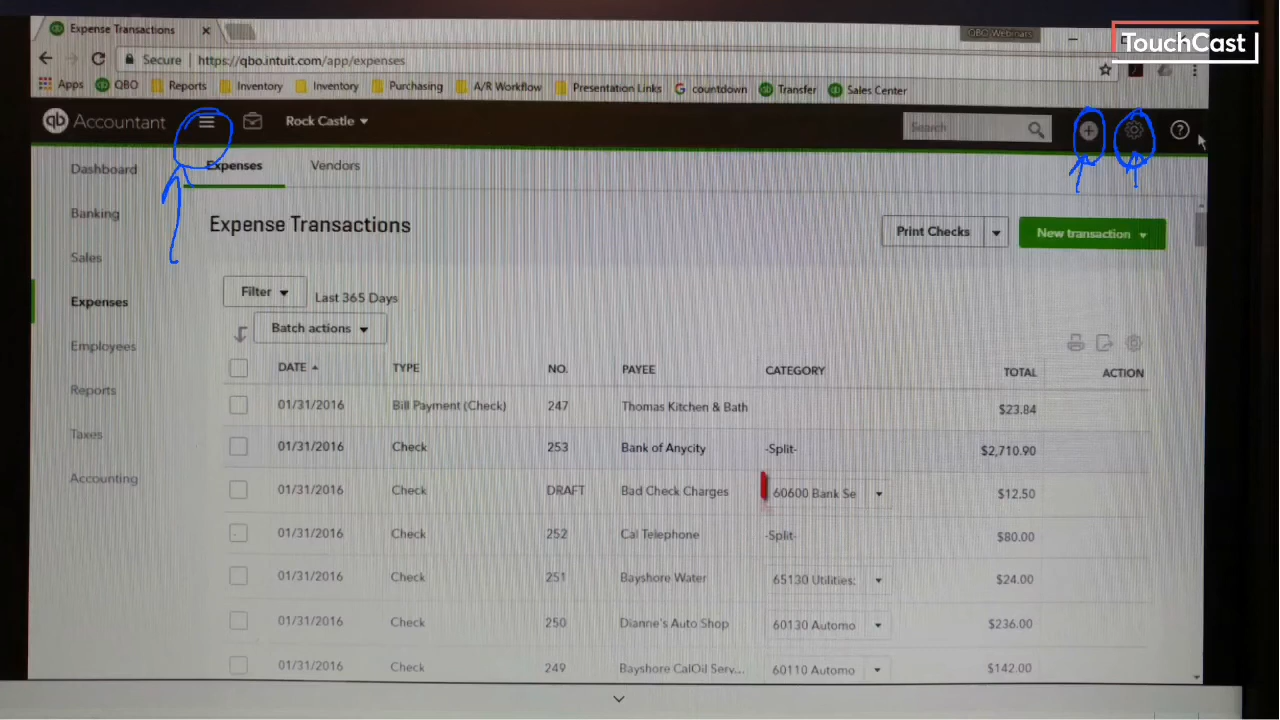 Expense Transactions
QBO Webinars
TouchCast
Secure https://qbo.intuit.com/app/expenses
Apps QBO Reports Inventory Inventory Purchasing A/R Workflow Presentation Links countdown Transfer Sales Center
qb Accountant Rock Castle Search + ?
Dashboard Expenses Vendors
Banking Expense Transactions Print Checks New transaction
Sales
Expenses Filter Last 365 Days
Batch actions
Employees
DATE TYPE NO. PAYEE CATEGORY TOTAL ACTION
Reports
01/31/2016 Bill Payment (Check) 247 Thomas Kitchen & Bath $23.84
Taxes
01/31/2016 Check 253 Bank of Anycity -Split- $2,710.90
Accounting
01/31/2016 Check DRAFT Bad Check Charges 60600 Bank Se $12.50
01/31/2016 Check 252 Cal Telephone -Split- $80.00
01/31/2016 Check 251 Bayshore Water 65130 Utilities: $24.00
01/31/2016 Check 250 Dianne's Auto Shop 60130 Automo $236.00
01/31/2016 Check 249 Bayshore CalOil Serv... 60110 Automo $142.00